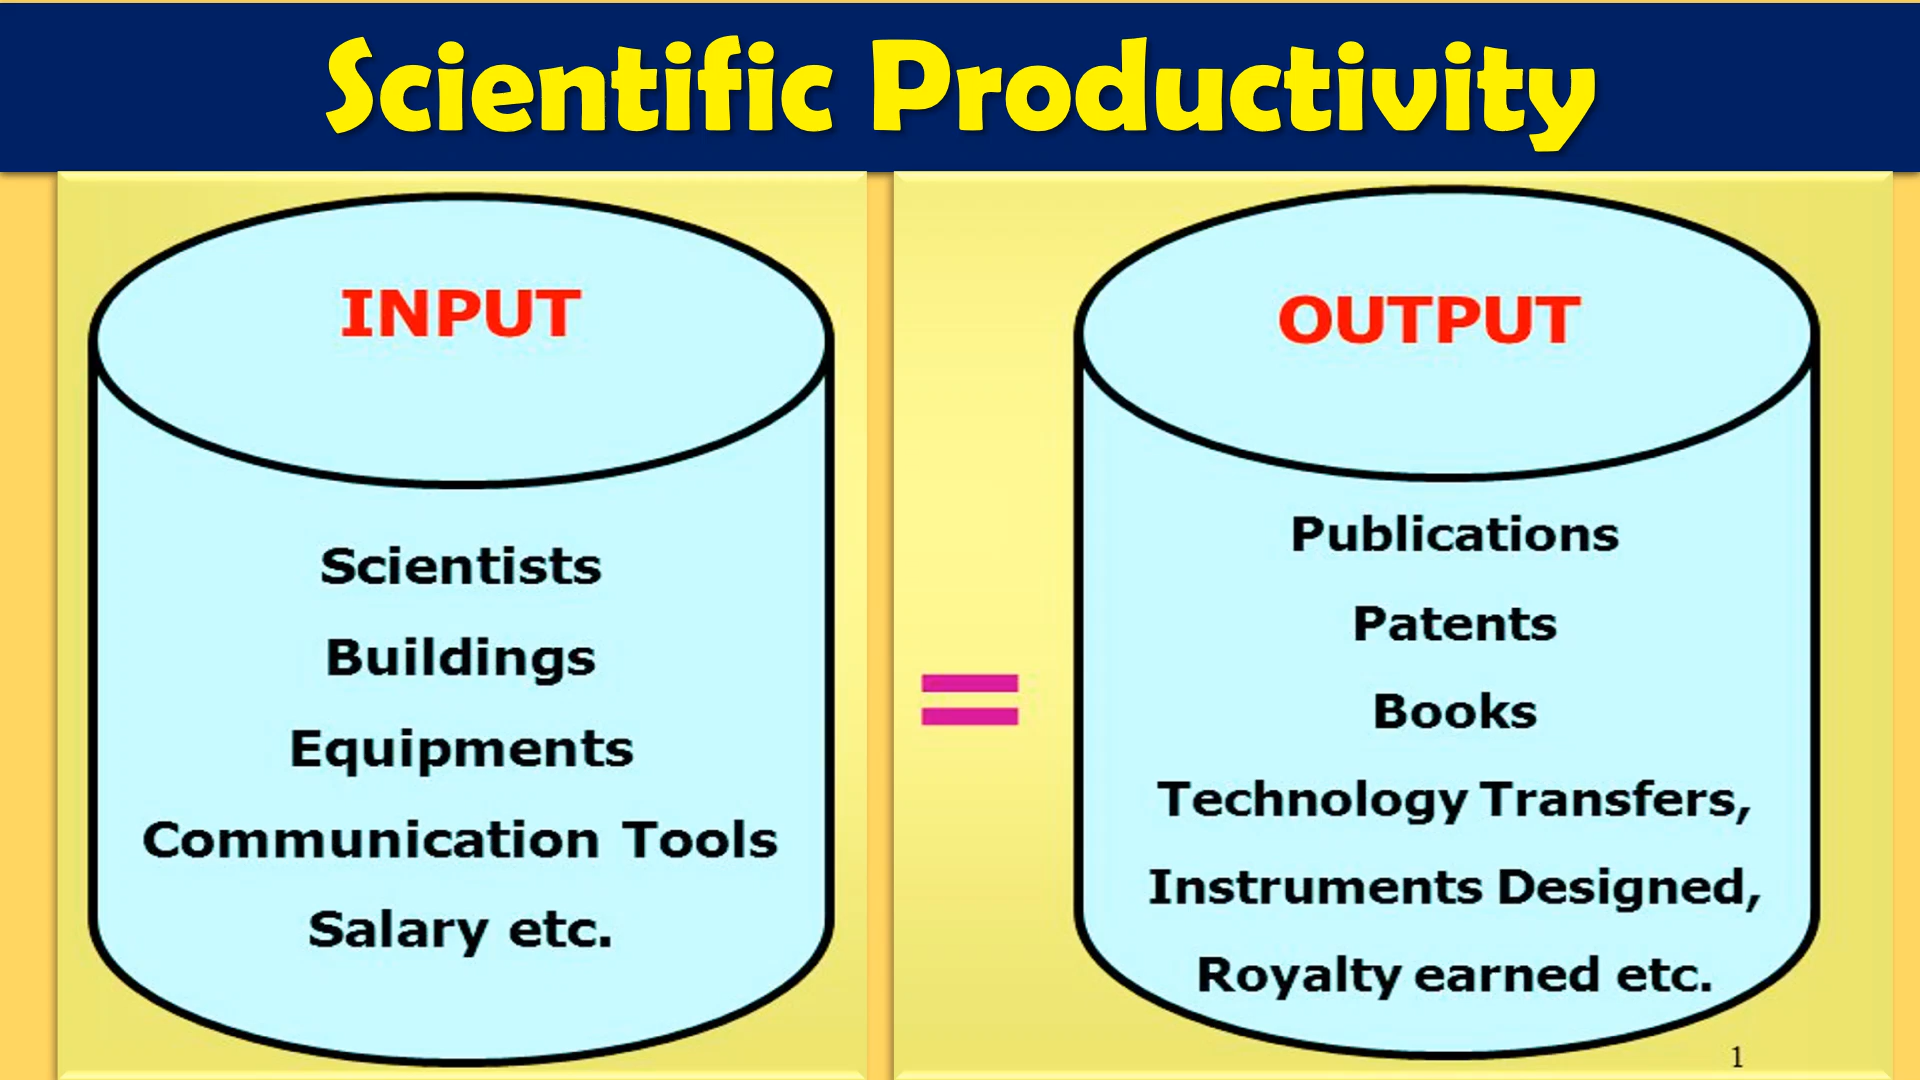 Scientific Productivity
INPUT
Scientists
Buildings
Equipments
Communication Tools
Salary etc.
=
OUTPUT
Publications
Patents
Books
Technology Transfers,
Instruments Designed,
Royalty earned etc.
1